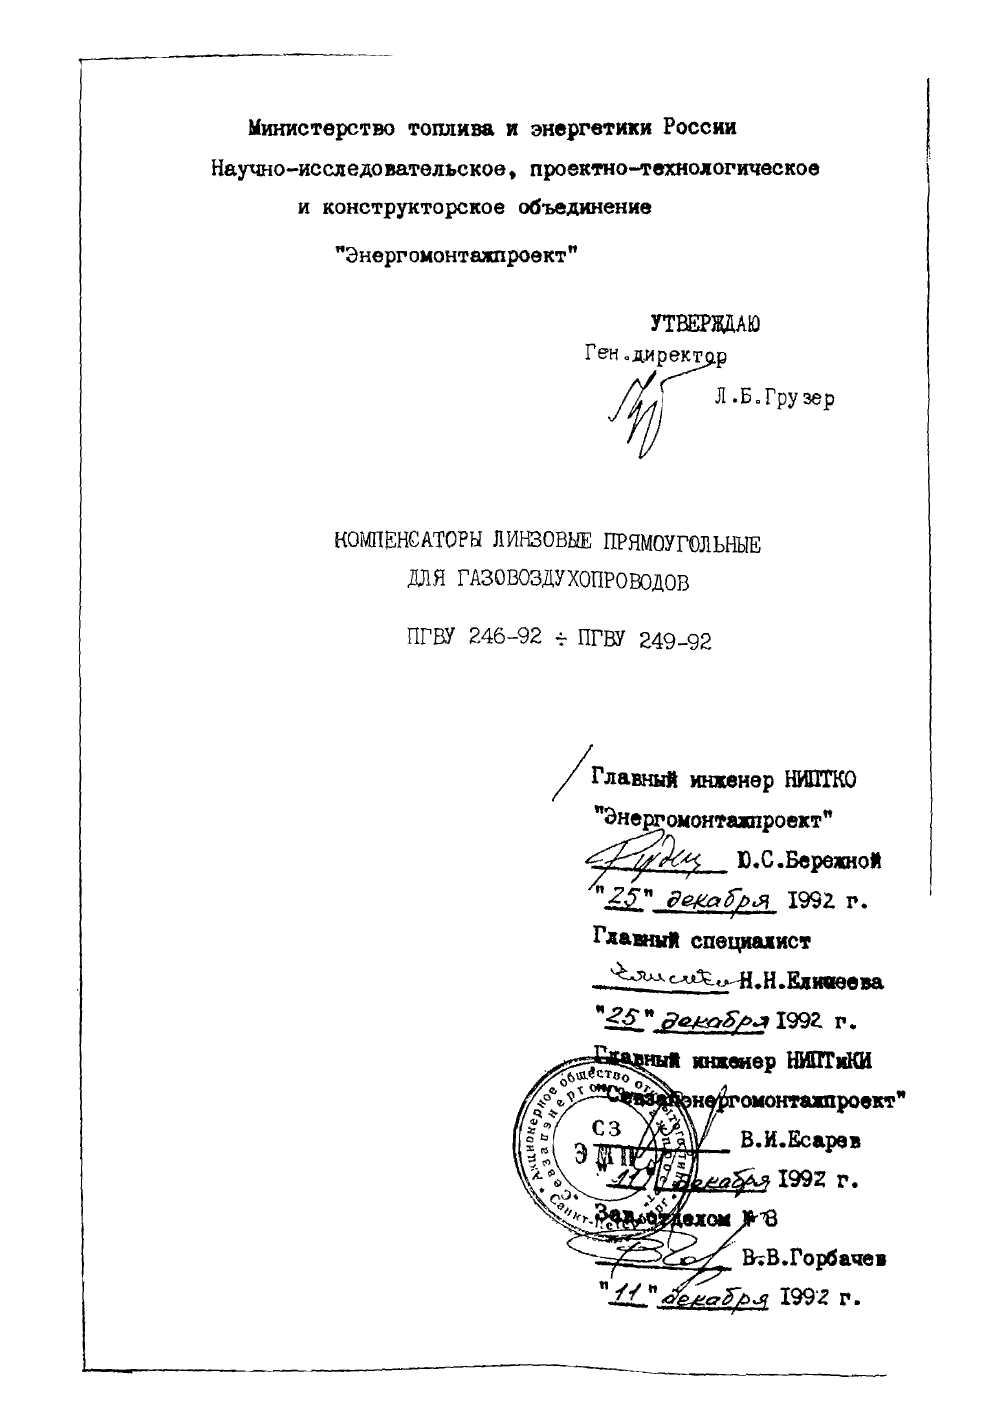 Министерство топлива и энергетики России
Научно-исследовательское, проектно-технологическое
и конструкторское объединение
"Энергомонтажпроект"
УТВЕРЖДАЮ
Ген.директор
Л.Б.Грузер
КОМПЕНСАТОРЫ ЛИНЗОВЫЕ ПРЯМОУГОЛЬНЫЕ
ДЛЯ ГАЗОВОЗДУХОПРОВОДОВ
ПГВУ 246-92 ÷ ПГВУ 249-92
Главный инженер НИПТКО
"Энергомонтажпроект"
Ю.С.Бережной
"25" декабря 1992 г.
Главный специалист
Н.Н.Елисеева
"25" декабря 1992 г.
Главный инженер НИПТиКИ
"Севзапэнергомонтажпроект"
В.И.Есарев
"11" декабря 1992 г.
Зав.отделом № 8
В.В.Горбачев
"11" декабря 1992 г.
Акционерное общество открытого типа
Санкт-Петербург
"Севзапэнергомонтажпроект"
СЗ
ЭМП